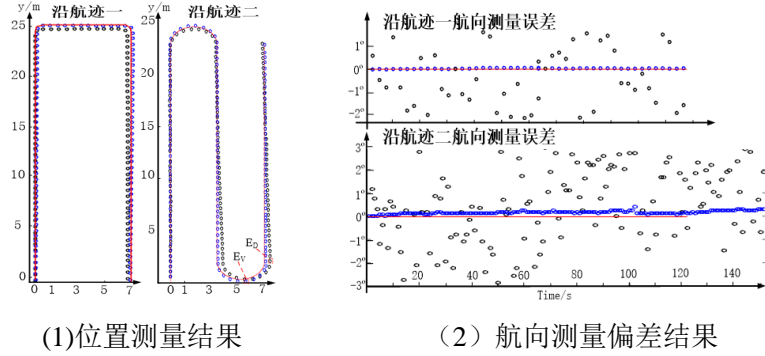 y/m
沿航迹一
25
20
15
10
5
0
0 1 3 5 7
y/m
沿航迹二
20
15
10
5
E_V
E_D
0 1 3 5 7
(1)位置测量结果
沿航迹一航向测量误差
1°
0°
-1°
-2°
沿航迹二航向测量误差
3°
2°
1°
0°
-1°
-2°
-3°
20 40 60 80 100 120 140
Time/s
（2）航向测量偏差结果